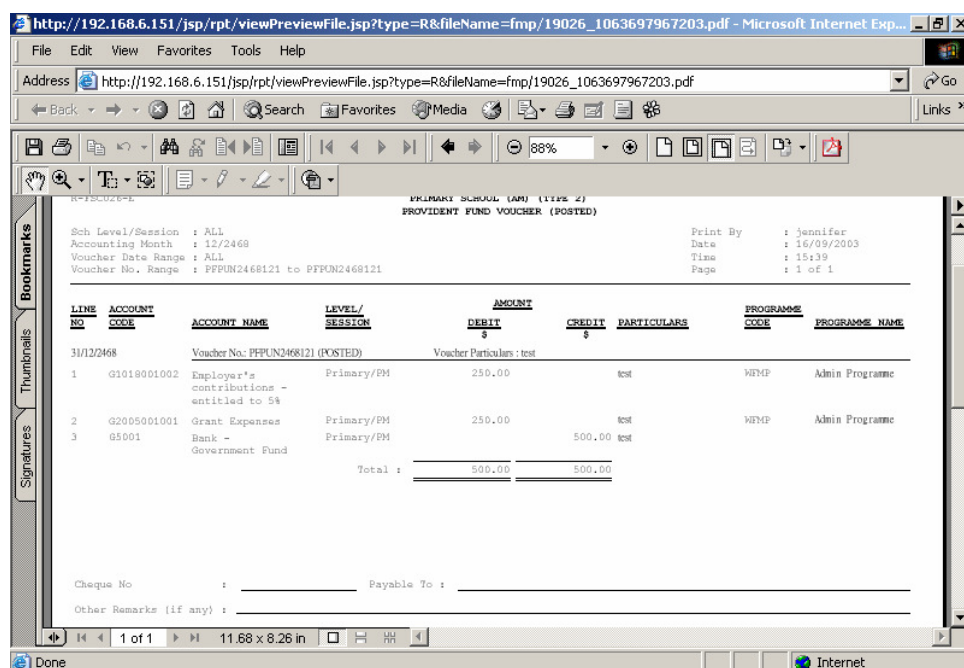 http://192.168.6.151/jsp/rpt/viewPreviewFile.jsp?type=R&fileName=fmp/19026_1063697967203.pdf - Microsoft Internet Exp...
File Edit View Favorites Tools Help
Address http://192.168.6.151/jsp/rpt/viewPreviewFile.jsp?type=R&fileName=fmp/19026_1063697967203.pdf Go
Back Search Favorites Media Links »
88%
Bookmarks
Thumbnails
Signatures
R-FSC026-E PRIMARY SCHOOL (AM) (TYPE 2)
PROVIDENT FUND VOUCHER (POSTED)
Sch Level/Session : ALL Print By : jennifer
Accounting Month : 12/2468 Date : 16/09/2003
Voucher Date Range : ALL Time : 15:39
Voucher No. Range : PFPUN2468121 to PFPUN2468121 Page : 1 of 1
LINE ACCOUNT LEVEL/ AMOUNT PROGRAMME
NO CODE ACCOUNT NAME SESSION DEBIT CREDIT PARTICULARS CODE PROGRAMME NAME
$ $
31/12/2468 Voucher No.: PFPUN2468121 (POSTED) Voucher Particulars : test
1 G1018001002 Employer's Primary/PM 250.00 test WFMP Admin Programme
contributions -
entitled to 5%
2 G2005001001 Grant Expenses Primary/PM 250.00 test WFMP Admin Programme
3 G5001 Bank - Primary/PM 500.00 test
Government Fund
Total : 500.00 500.00
Cheque No : Payable To :
Other Remarks (if any) :
1 of 1 11.68 x 8.26 in
Done Internet